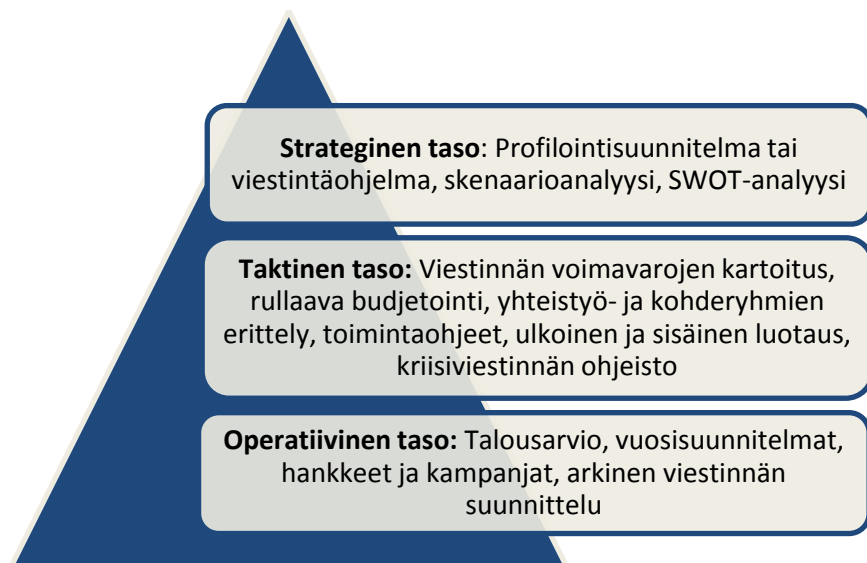 Strateginen taso: Profilointisuunnitelma tai
viestintäohjelma, skenaarioanalyysi, SWOT-analyysi
Taktinen taso: Viestinnän voimavarojen kartoitus,
rullaava budjetointi, yhteistyö- ja kohderyhmien
erittely, toimintaohjeet, ulkoinen ja sisäinen luotaus,
kriisiviestinnän ohjeisto
Operatiivinen taso: Talousarvio, vuosisuunnitelmat,
hankkeet ja kampanjat, arkinen viestinnän
suunnittelu